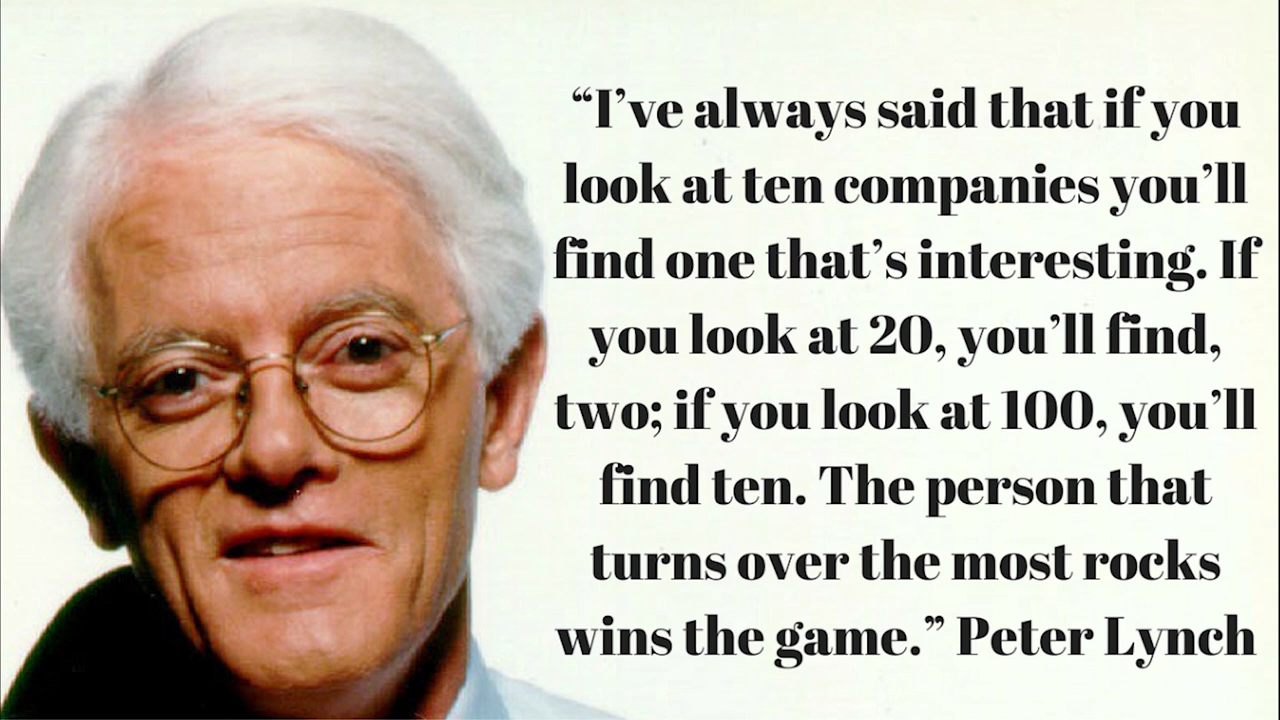 “I’ve always said that if you
look at ten companies you’ll
find one that’s interesting. If
you look at 20, you’ll find,
two; if you look at 100, you’ll
find ten. The person that
turns over the most rocks
wins the game.” Peter Lynch